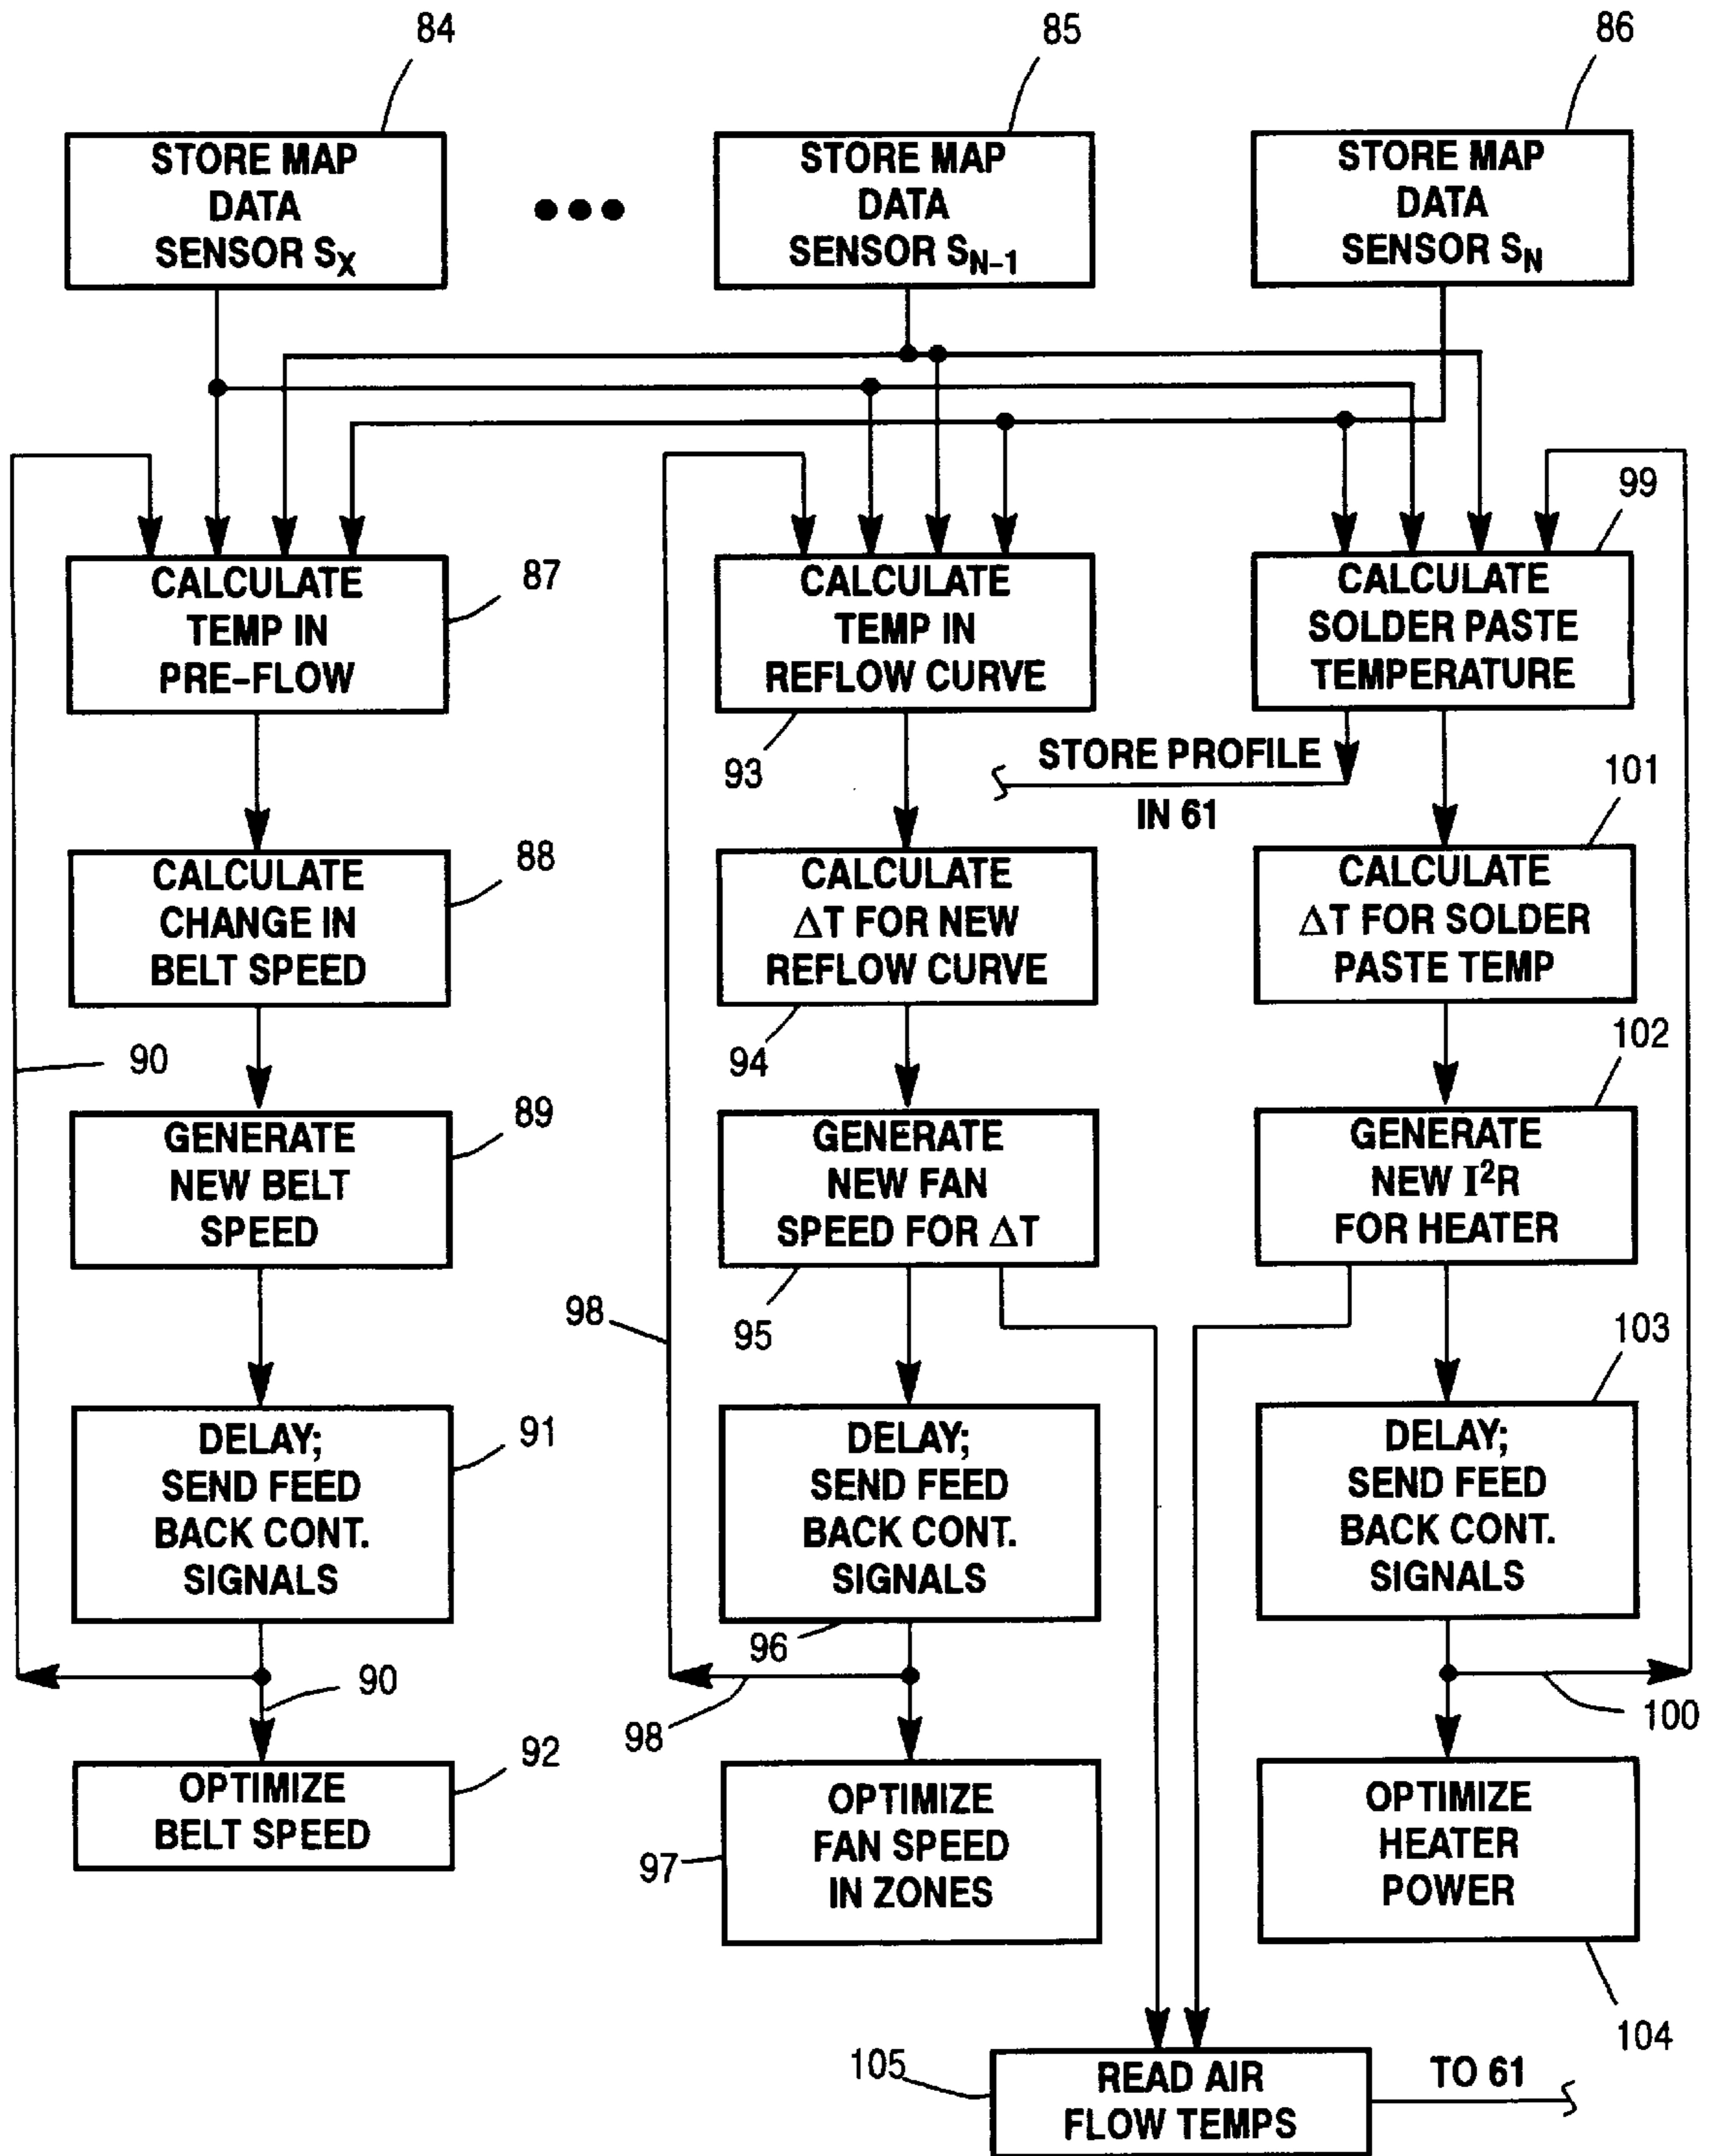 84
85
86
STORE MAP
DATA
SENSOR S_X
STORE MAP
DATA
SENSOR S_N-1
STORE MAP
DATA
SENSOR S_N
99
CALCULATE
TEMP IN
PRE-FLOW
87
CALCULATE
TEMP IN
REFLOW CURVE
93
CALCULATE
SOLDER PASTE
TEMPERATURE
STORE PROFILE
IN 61
101
CALCULATE
CHANGE IN
BELT SPEED
88
CALCULATE
ΔT FOR NEW
REFLOW CURVE
94
CALCULATE
ΔT FOR SOLDER
PASTE TEMP
90
102
GENERATE
NEW BELT
SPEED
89
GENERATE
NEW FAN
SPEED FOR ΔT
95
GENERATE
NEW I²R
FOR HEATER
98
103
DELAY;
SEND FEED
BACK CONT.
SIGNALS
91
DELAY;
SEND FEED
BACK CONT.
SIGNALS
96
DELAY;
SEND FEED
BACK CONT.
SIGNALS
90
98
100
OPTIMIZE
BELT SPEED
92
OPTIMIZE
FAN SPEED
IN ZONES
97
OPTIMIZE
HEATER
POWER
104
105
READ AIR
FLOW TEMPS
TO 61